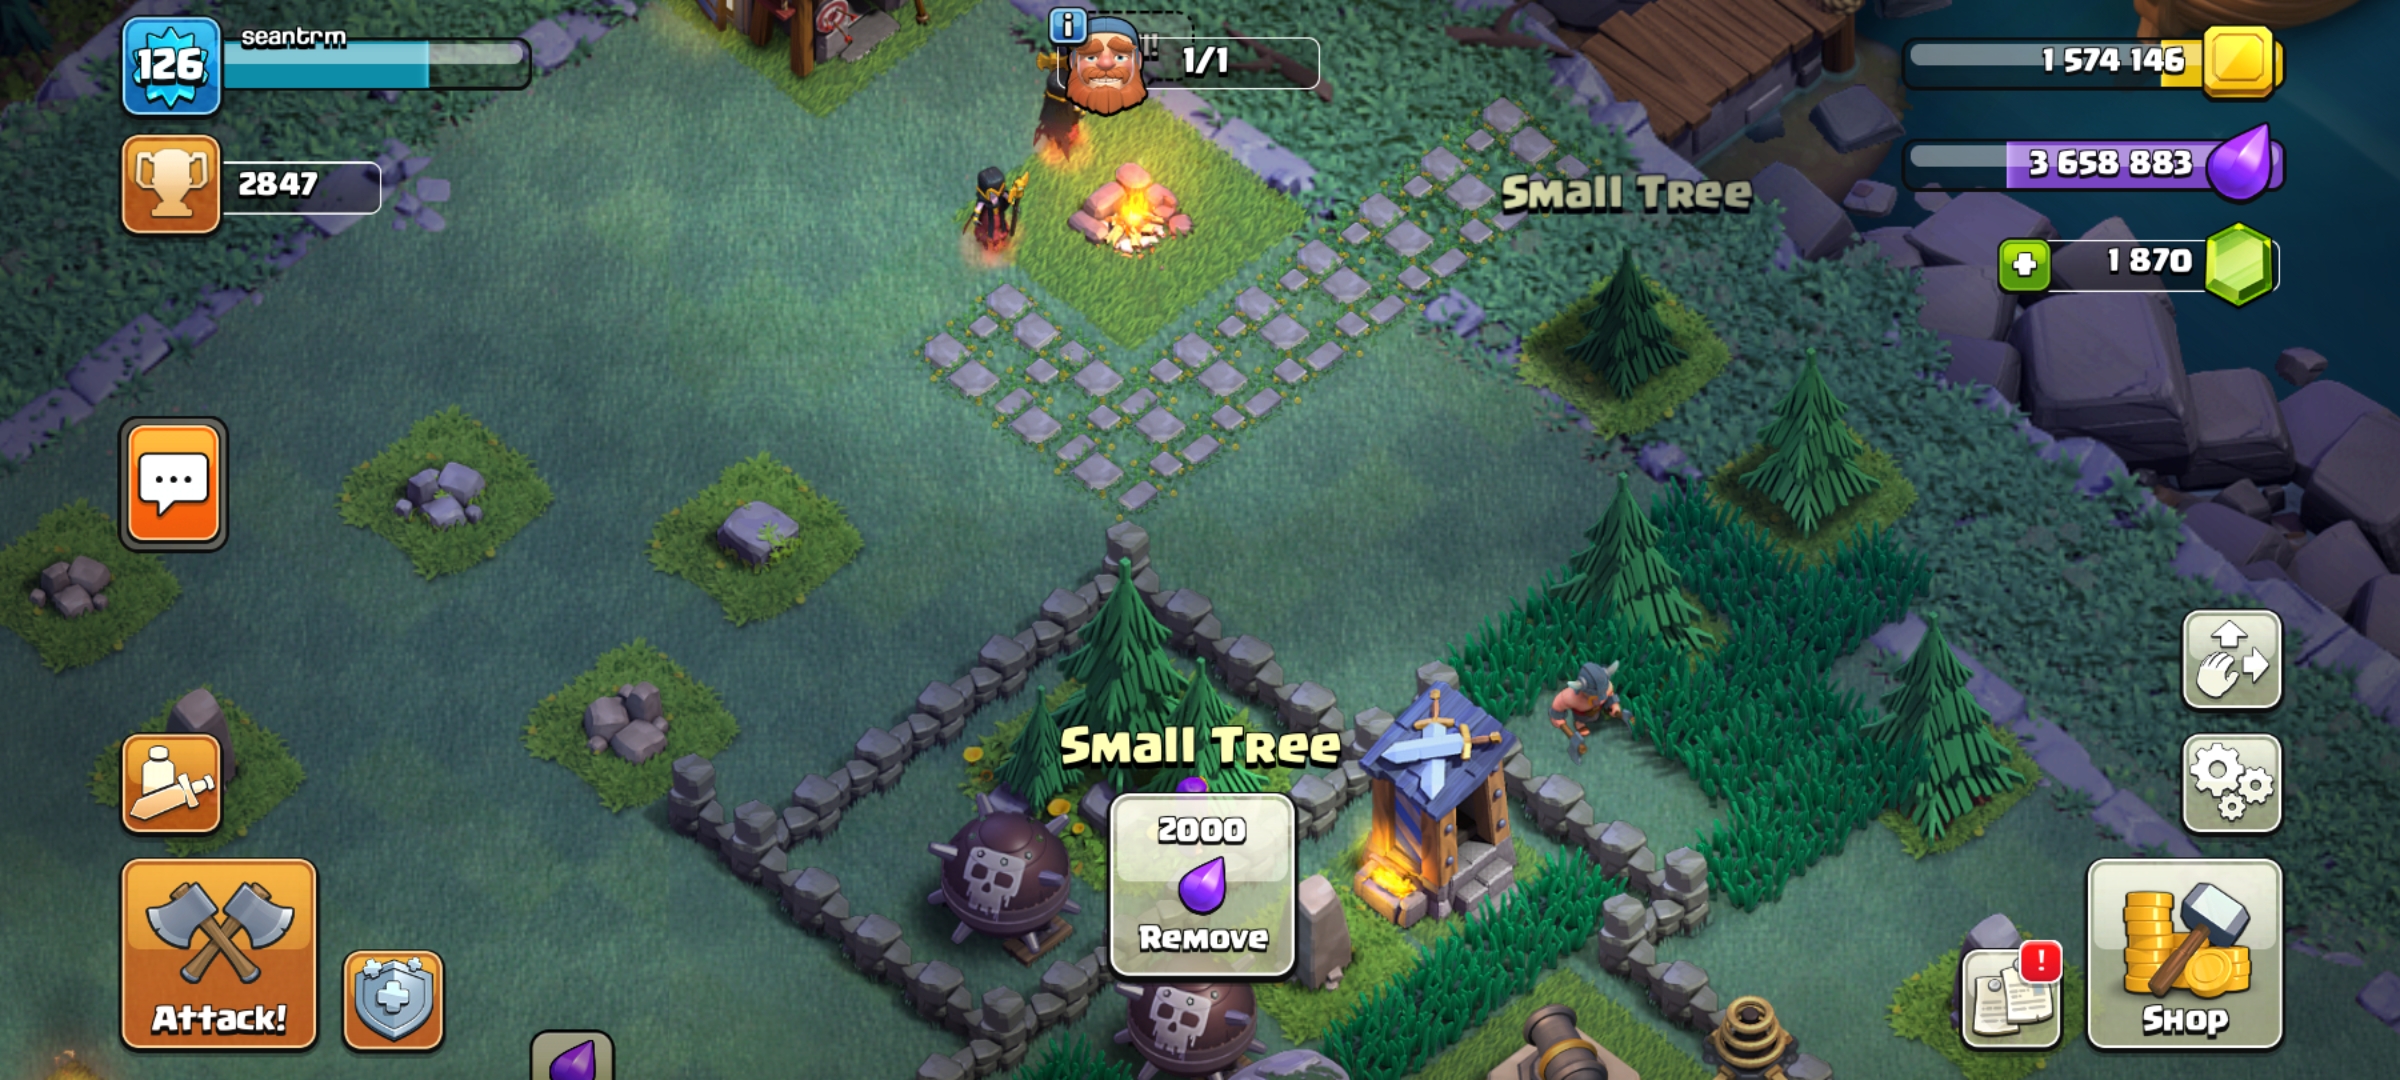 126
seantrm
1/1
1 574 146
2847
3 658 883
Small Tree
1 870
Small Tree
2000
Remove
Attack!
!
Shop